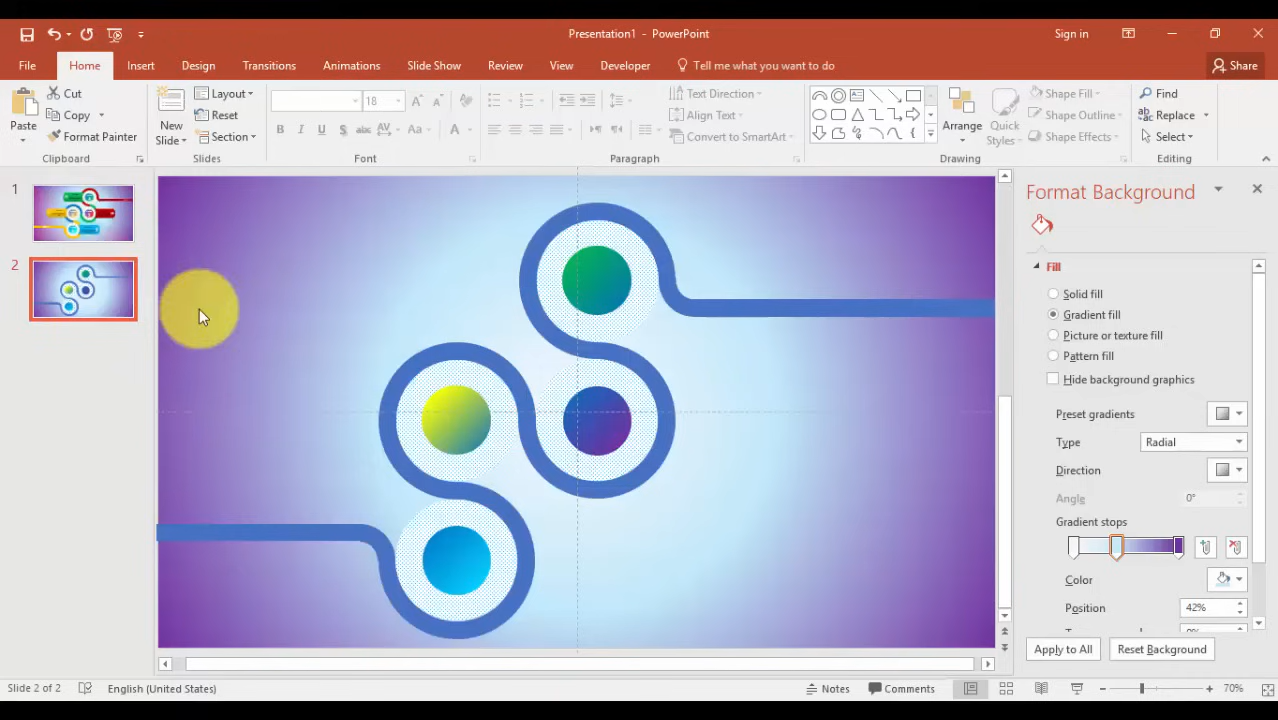 Presentation1 - PowerPoint
Sign in
File Home Insert Design Transitions Animations Slide Show Review View Developer Tell me what you want to do Share
Paste
Cut
Copy
Format Painter
Clipboard
New Slide
Layout
Reset
Section
Slides
18
B I U S abc AV Aa A
Font
Text Direction
Align Text
Convert to SmartArt
Paragraph
Arrange
Quick Styles
Shape Fill
Shape Outline
Shape Effects
Drawing
Find
Replace
Select
Editing
1
2
Format Background
Fill
Solid fill
Gradient fill
Picture or texture fill
Pattern fill
Hide background graphics
Preset gradients
Type Radial
Direction
Angle 0°
Gradient stops
Color
Position 42%
Apply to All Reset Background
Slide 2 of 2 English (United States) Notes Comments 70%